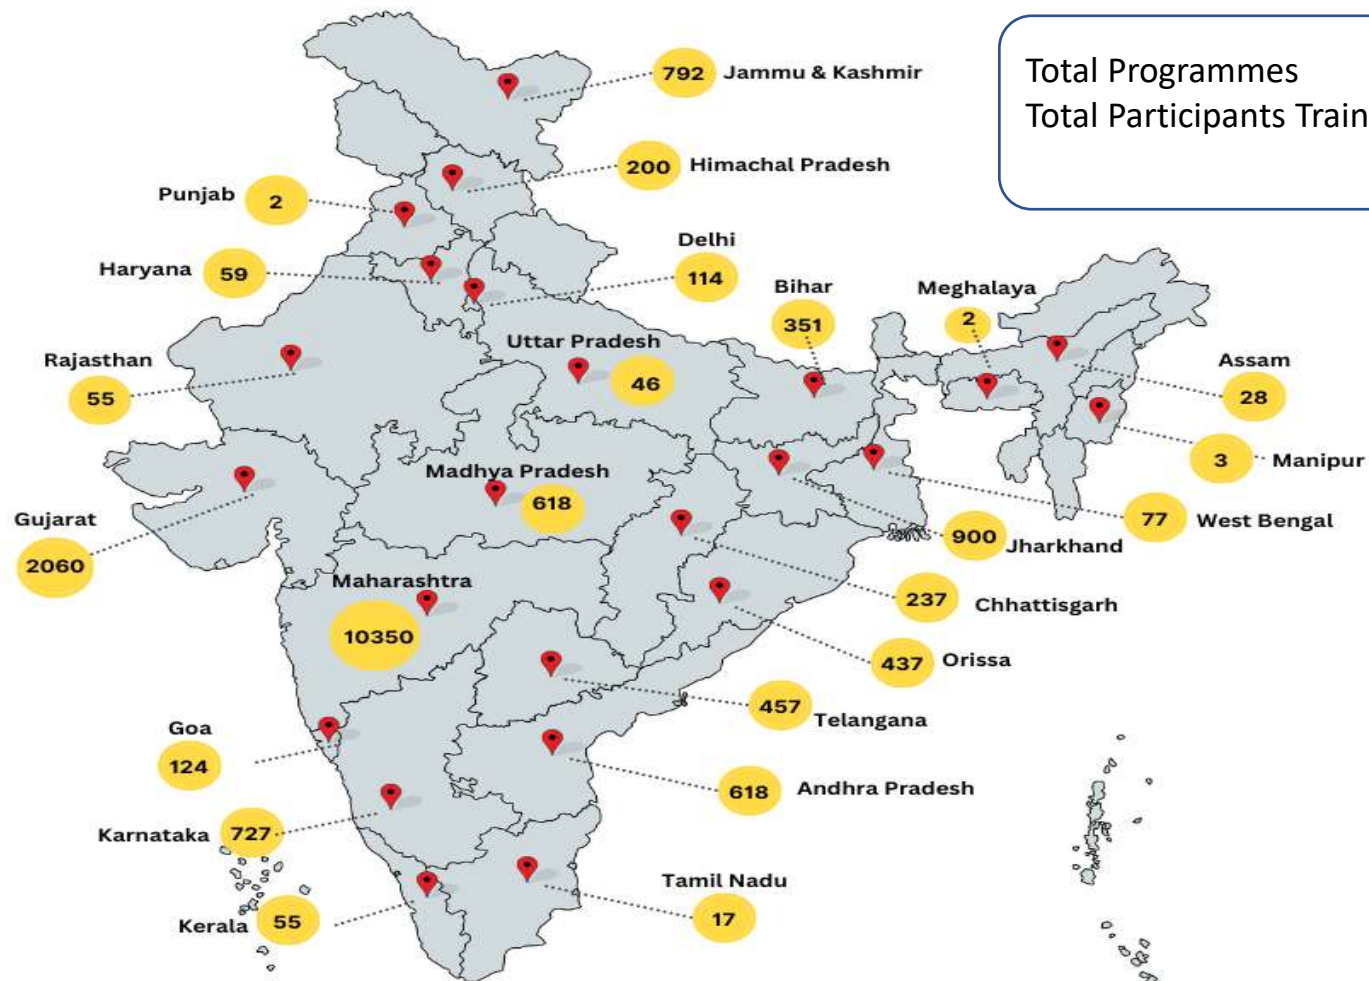 Total Programmes
Total Participants Train
792 Jammu & Kashmir
200 Himachal Pradesh
Punjab 2
Haryana 59
Delhi
114
Bihar
351
Meghalaya
2
Assam
28
3 Manipur
Rajasthan
55
Uttar Pradesh
46
Madhya Pradesh
618
Gujarat
2060
77 West Bengal
900 Jharkhand
Maharashtra
10350
237 Chhattisgarh
437 Orissa
457 Telangana
Goa
124
618 Andhra Pradesh
Karnataka 727
Kerala 55
Tamil Nadu
17